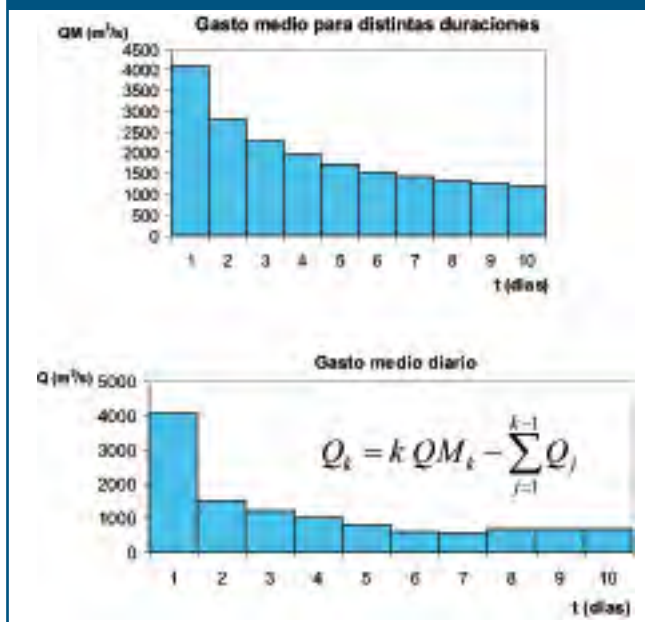 Gasto medio para distintas duraciones
QM (m³/s)
4500
4000
3500
3000
2500
2000
1500
1000
500
0
1 2 3 4 5 6 7 8 9 10
t (días)
Gasto medio diario
Q (m³/s)
5000
4000
3000
2000
1000
0
Q_k = k QM_k − \sum_{j=1}^{k−1} Q_j
1 2 3 4 5 6 7 8 9 10
t (días)